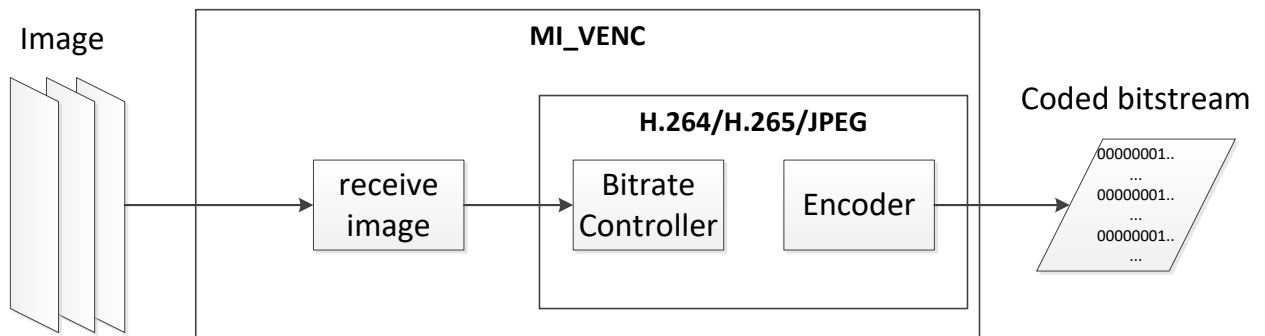 Image
MI_VENC
H.264/H.265/JPEG
receive
image
Bitrate
Controller
Encoder
Coded bitstream
00000001..
...
00000001..
...
00000001..
...